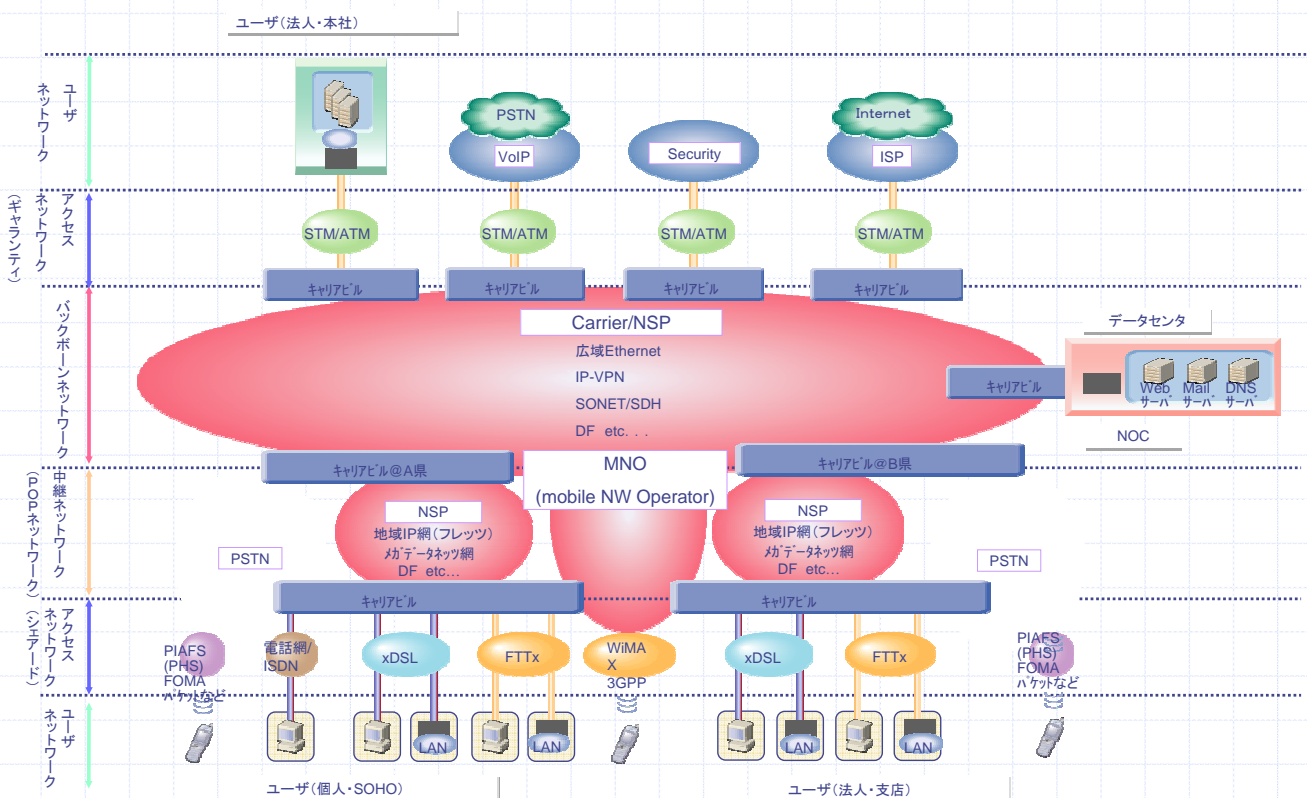 ユーザ(法人・本社)
ユーザ
ネットワーク
PSTN
VoIP
Security
Internet
ISP
アクセス
ネットワーク
(ギャランティ)
STM/ATM
STM/ATM
STM/ATM
STM/ATM
キャリアビル
キャリアビル
キャリアビル
キャリアビル
バックボーンネットワーク
Carrier/NSP
広域Ethernet
IP-VPN
SONET/SDH
DF etc. . .
キャリアビル
データセンタ
Web
サーバ
Mail
サーバ
DNS
サーバ
NOC
キャリアビル@A県
MNO
(mobile NW Operator)
キャリアビル@B県
中継ネットワーク
(POPネットワーク)
PSTN
NSP
地域IP網(フレッツ)
メガデータネッツ網
DF etc...
NSP
地域IP網(フレッツ)
メガデータネッツ網
DF etc...
PSTN
キャリアビル
キャリアビル
アクセス
ネットワーク
(シェアード)
PIAFS
(PHS)
FOMA
パケットなど
電話網/
ISDN
xDSL
FTTx
WiMA
X
3GPP
xDSL
FTTx
PIAFS
(PHS)
FOMA
パケットなど
ユーザ
ネットワーク
LAN
LAN
LAN
LAN
ユーザ(個人・SOHO)
ユーザ(法人・支店)